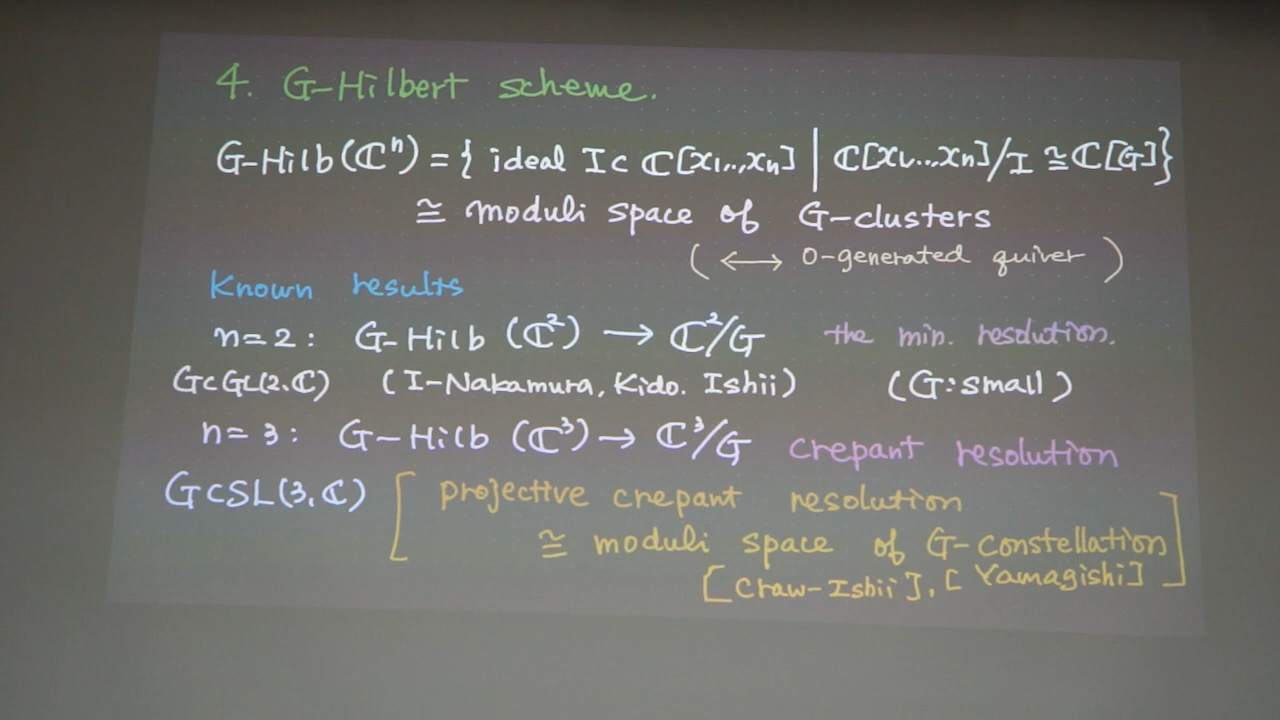 4. G-Hilbert scheme.
G-Hilb(ℂⁿ) = { ideal I ⊂ ℂ[x₁,..,xₙ] | ℂ[x₁,...,xₙ]/I ≅ ℂ[G] }
≅ moduli space of G-clusters
( ⟷ 0-generated quiver )
Known results
n=2 : G-Hilb (ℂ²) → ℂ²/G the min. resolution.
G⊂GL(2,ℂ) (I-Nakamura, Kido. Ishii) (G:small)
n=3 : G-Hilb (ℂ³) → ℂ³/G crepant resolution
G⊂SL(3,ℂ) [ projective crepant resolution
≅ moduli space of G-constellation ]
[Craw-Ishii], [Yamagishi]